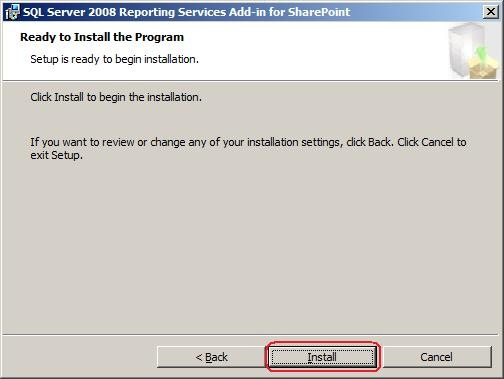 SQL Server 2008 Reporting Services Add-in for SharePoint
Ready to Install the Program
Setup is ready to begin installation.
Click Install to begin the installation.
If you want to review or change any of your installation settings, click Back. Click Cancel to
exit Setup.
< Back
Install
Cancel